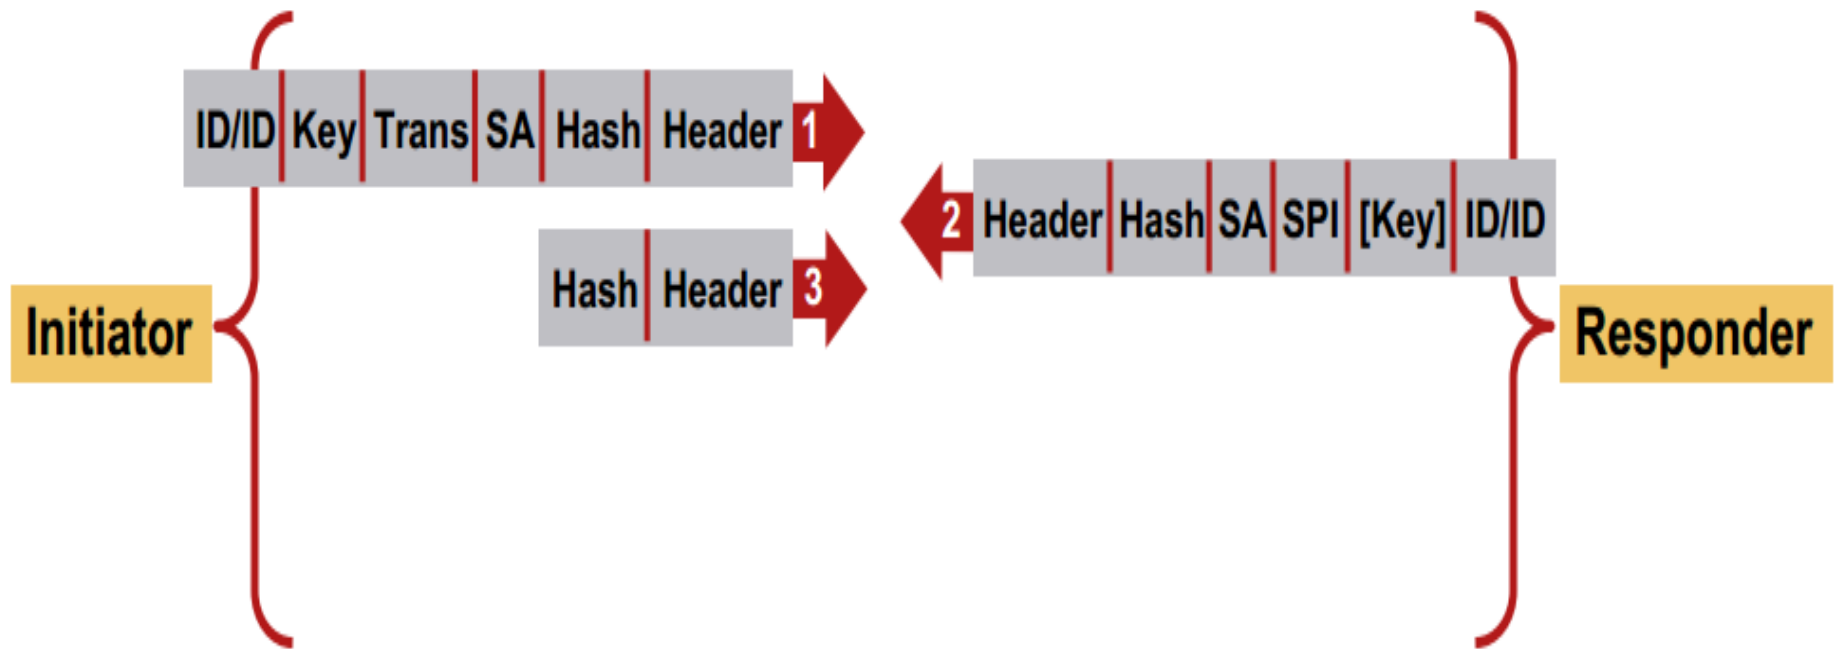 ID/ID Key Trans SA Hash Header 1
2 Header Hash SA SPI [Key] ID/ID
Hash Header 3
Initiator
Responder